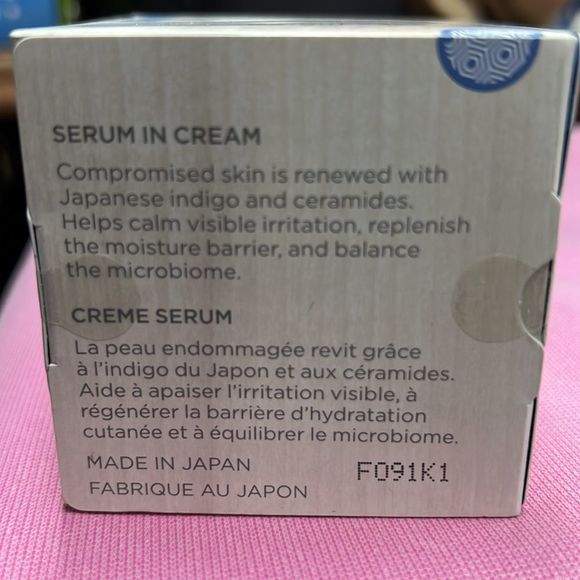 SERUM IN CREAM
Compromised skin is renewed with
Japanese indigo and ceramides.
Helps calm visible irritation, replenish
the moisture barrier, and balance
the microbiome.
CREME SERUM
La peau endommagée revit grâce
à l'indigo du Japon et aux céramides.
Aide à apaiser l'irritation visible, à
régénérer la barrière d'hydratation
cutanée et à équilibrer le microbiome.
MADE IN JAPAN
FABRIQUE AU JAPON
F091K1